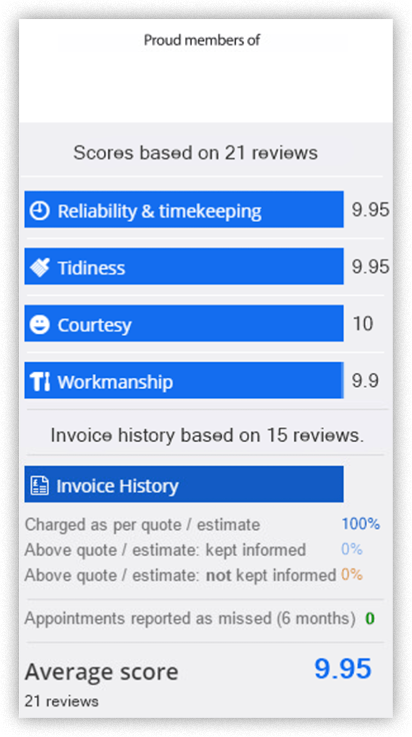 Proud members of
Scores based on 21 reviews
Reliability & timekeeping 9.95
Tidiness 9.95
Courtesy 10
Workmanship 9.9
Invoice history based on 15 reviews.
Invoice History
Charged as per quote / estimate 100%
Above quote / estimate: kept informed 0%
Above quote / estimate: not kept informed 0%
Appointments reported as missed (6 months) 0
Average score 9.95
21 reviews